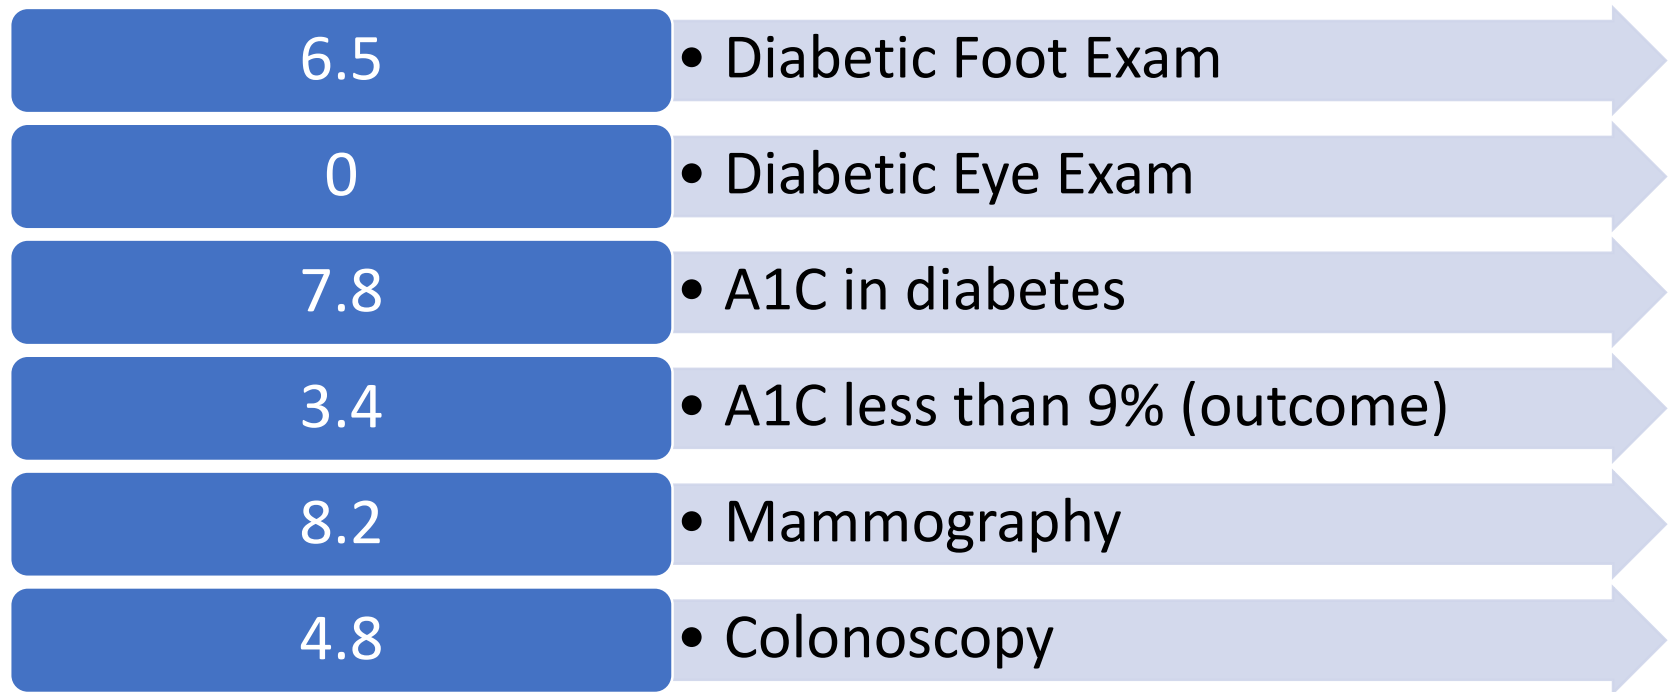 6.5 • Diabetic Foot Exam
0 • Diabetic Eye Exam
7.8 • A1C in diabetes
3.4 • A1C less than 9% (outcome)
8.2 • Mammography
4.8 • Colonoscopy